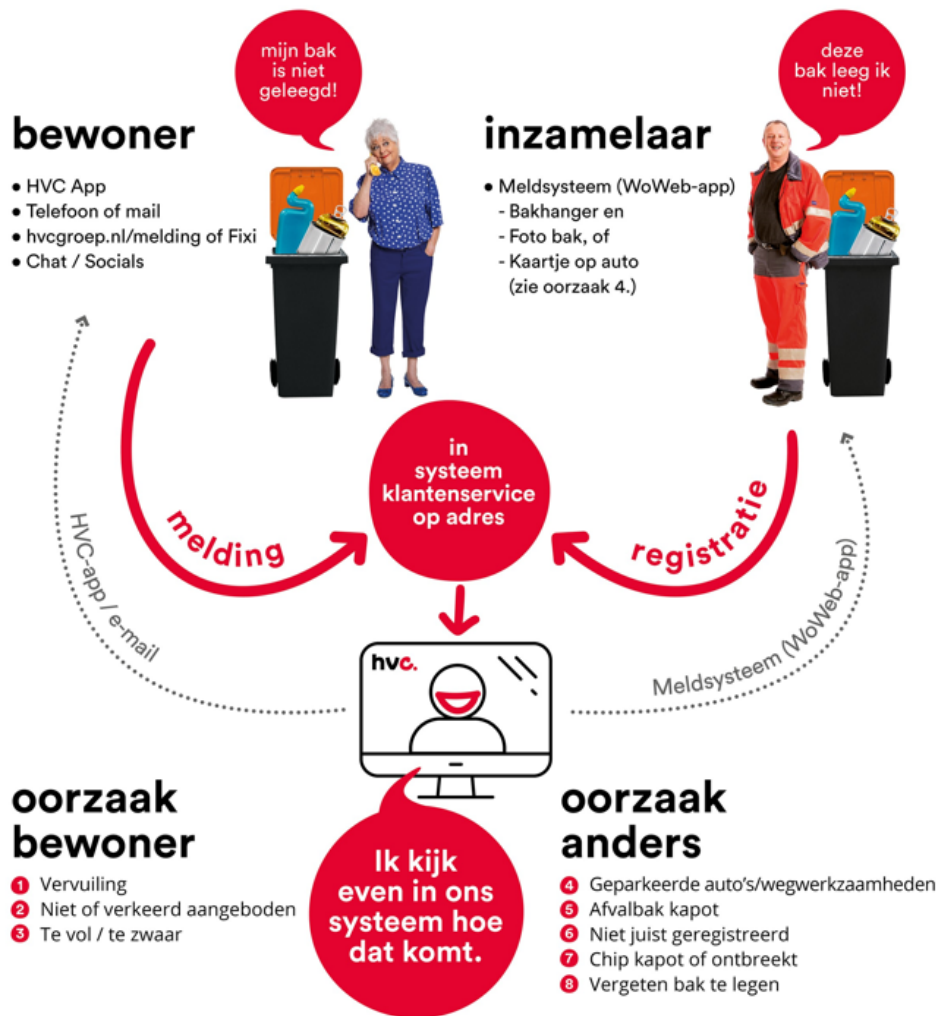 mijn bak
is niet
geleegd!
deze
bak leeg ik
niet!
bewoner
• HVC App
• Telefoon of mail
• hvcgroep.nl/melding of Fixi
• Chat / Socials
inzamelaar
• Meldsysteem (WoWeb-app)
- Bakhanger en
- Foto bak, of
- Kaartje op auto
(zie oorzaak 4.)
in
systeem
klantenservice
op adres
melding
registratie
HVC-app / e-mail
Meldsysteem (WoWeb-app)
hvc.
oorzaak
bewoner
1 Vervuiling
2 Niet of verkeerd aangeboden
3 Te vol / te zwaar
Ik kijk
even in ons
systeem hoe
dat komt.
oorzaak
anders
4 Geparkeerde auto's/wegwerkzaamheden
5 Afvalbak kapot
6 Niet juist geregistreerd
7 Chip kapot of ontbreekt
8 Vergeten bak te legen